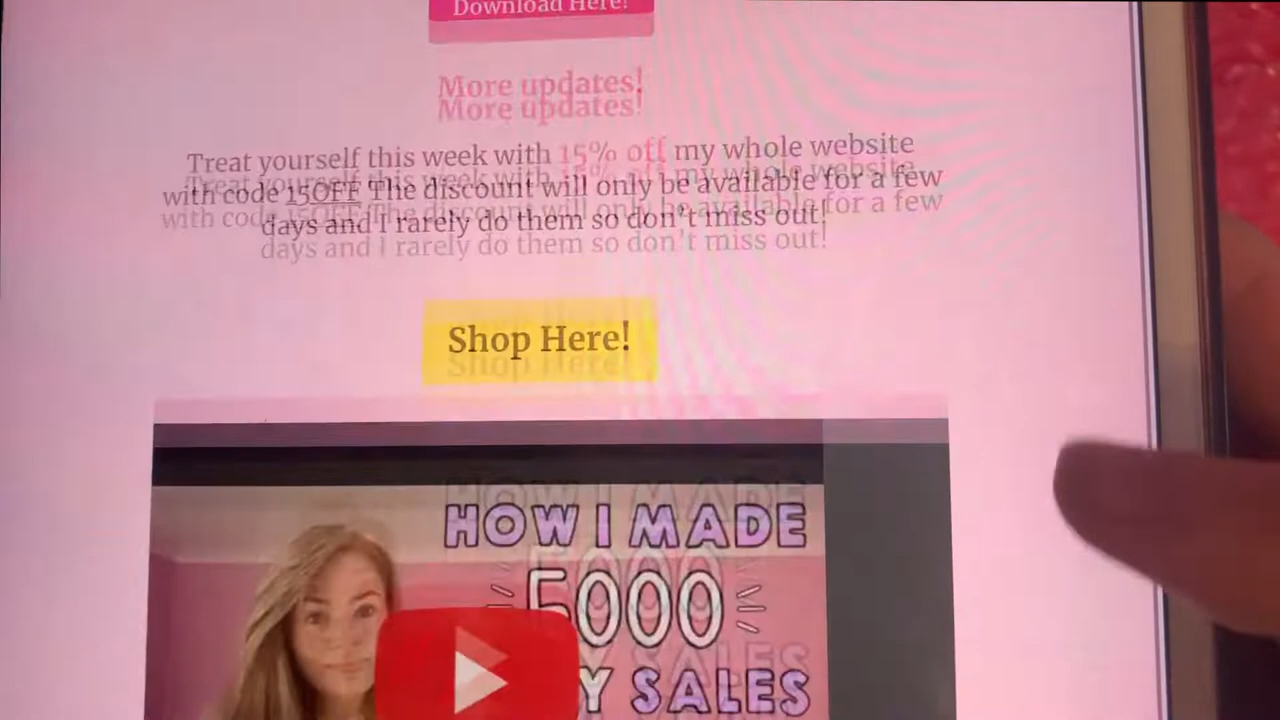 Download Here!
More updates!
Treat yourself this week with 15% off my whole website
with code 15OFF The discount will only be available for a few
days and I rarely do them so don't miss out!
Shop Here!
HOW I MADE
5000
SALES